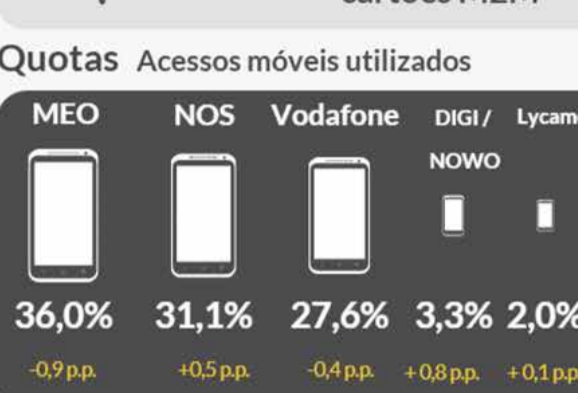 Quotas Acessos móveis utilizados
MEO NOS Vodafone DIGI / 
NOWO
36,0% 31,1% 27,6% 3,3% 2,0%
-0,9 p.p. +0,5 p.p. -0,4 p.p. +0,8 p.p. +0,1 p.p.